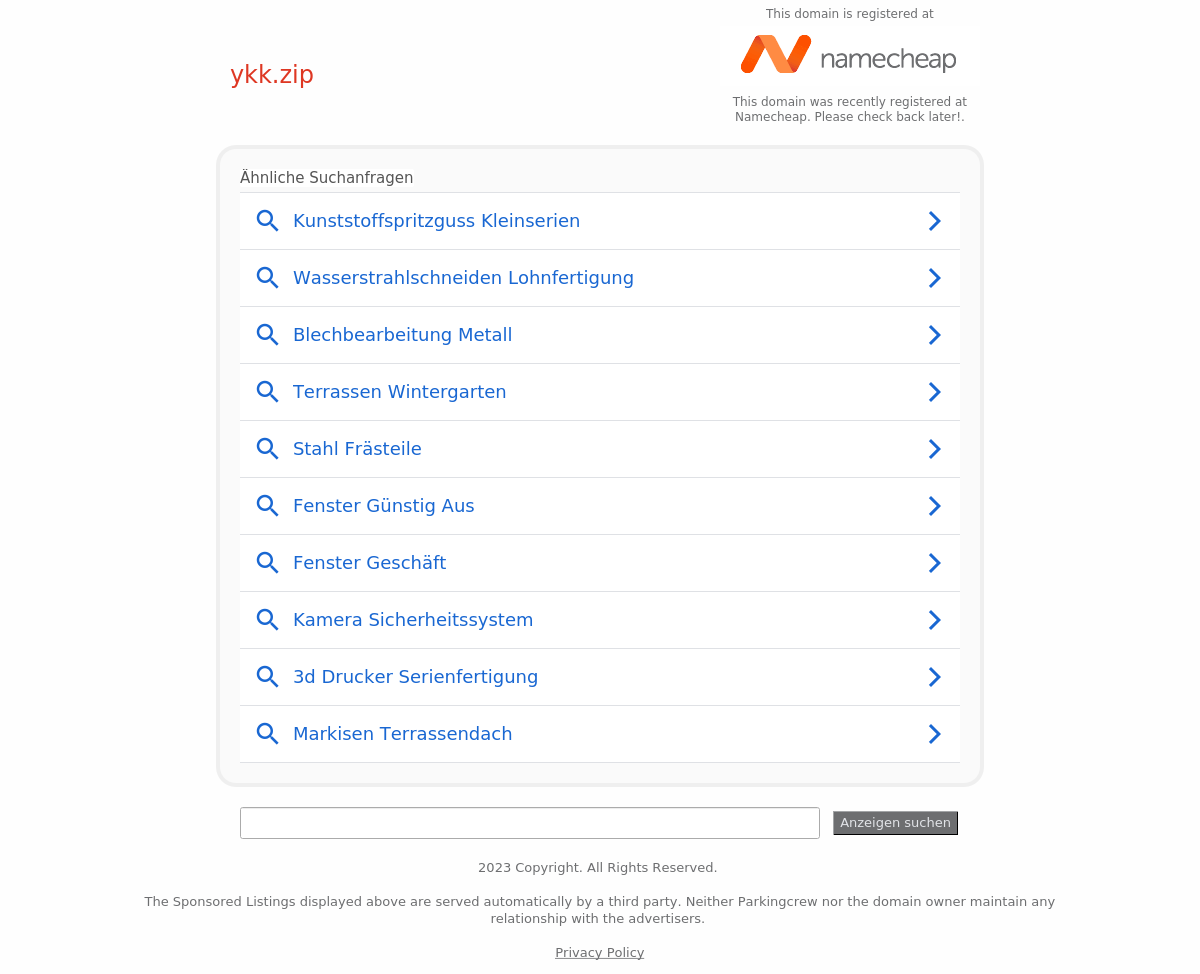 This domain is registered at
namecheap
ykk.zip
This domain was recently registered at
Namecheap. Please check back later!.
Ähnliche Suchanfragen
Kunststoffspritzguss Kleinserien
Wasserstrahlschneiden Lohnfertigung
Blechbearbeitung Metall
Terrassen Wintergarten
Stahl Frästeile
Fenster Günstig Aus
Fenster Geschäft
Kamera Sicherheitssystem
3d Drucker Serienfertigung
Markisen Terrassendach
Anzeigen suchen
2023 Copyright. All Rights Reserved.
The Sponsored Listings displayed above are served automatically by a third party. Neither Parkingcrew nor the domain owner maintain any
relationship with the advertisers.
Privacy Policy